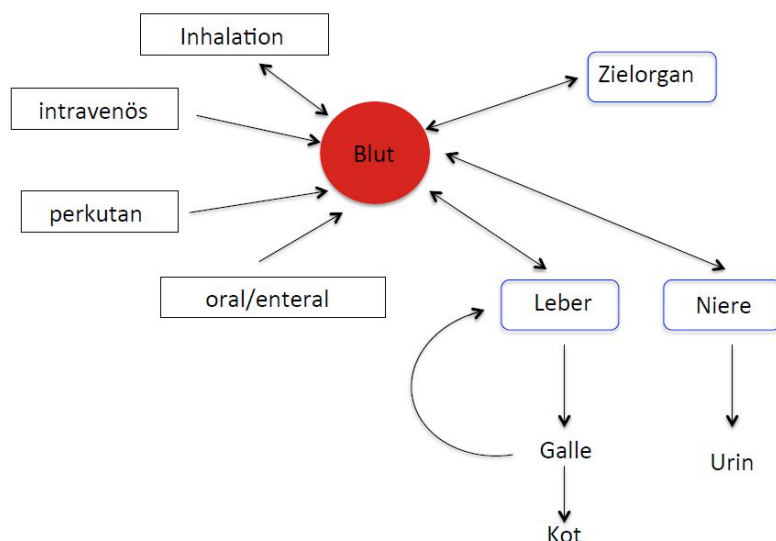 Inhalation
Zielorgan
intravenös
Blut
perkutan
oral/enteral
Leber
Niere
Galle
Urin
Kot